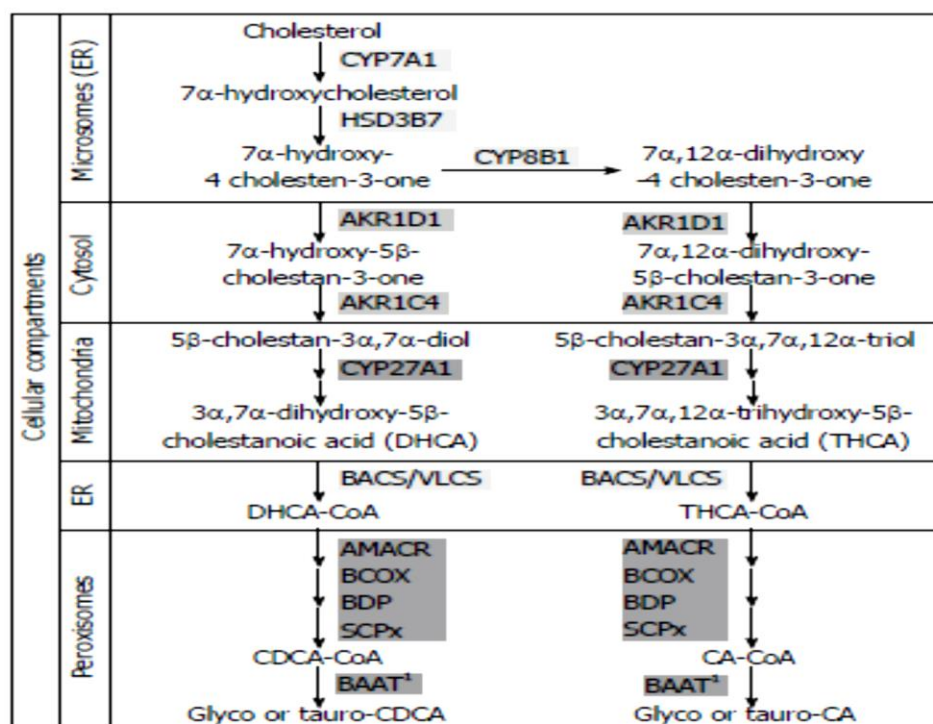 Cellular compartments
Microsomes (ER)
Cholesterol
CYP7A1
7α-hydroxycholesterol
HSD3B7
7α-hydroxy-
4 cholesten-3-one
CYP8B1
7α,12α-dihydroxy
-4 cholesten-3-one
Cytosol
AKR1D1
AKR1D1
7α-hydroxy-5β-
cholestan-3-one
7α,12α-dihydroxy-
5β-cholestan-3-one
AKR1C4
AKR1C4
Mitochondria
5β-cholestan-3α,7α-diol
5β-cholestan-3α,7α,12α-triol
CYP27A1
CYP27A1
3α,7α-dihydroxy-5β-
cholestanoic acid (DHCA)
3α,7α,12α-trihydroxy-5β-
cholestanoic acid (THCA)
ER
BACS/VLCS
BACS/VLCS
DHCA-CoA
THCA-CoA
Peroxisomes
AMACR
BCOX
BDP
SCPx
AMACR
BCOX
BDP
SCPx
CDCA-CoA
CA-CoA
BAAT¹
BAAT¹
Glyco or tauro-CDCA
Glyco or tauro-CA